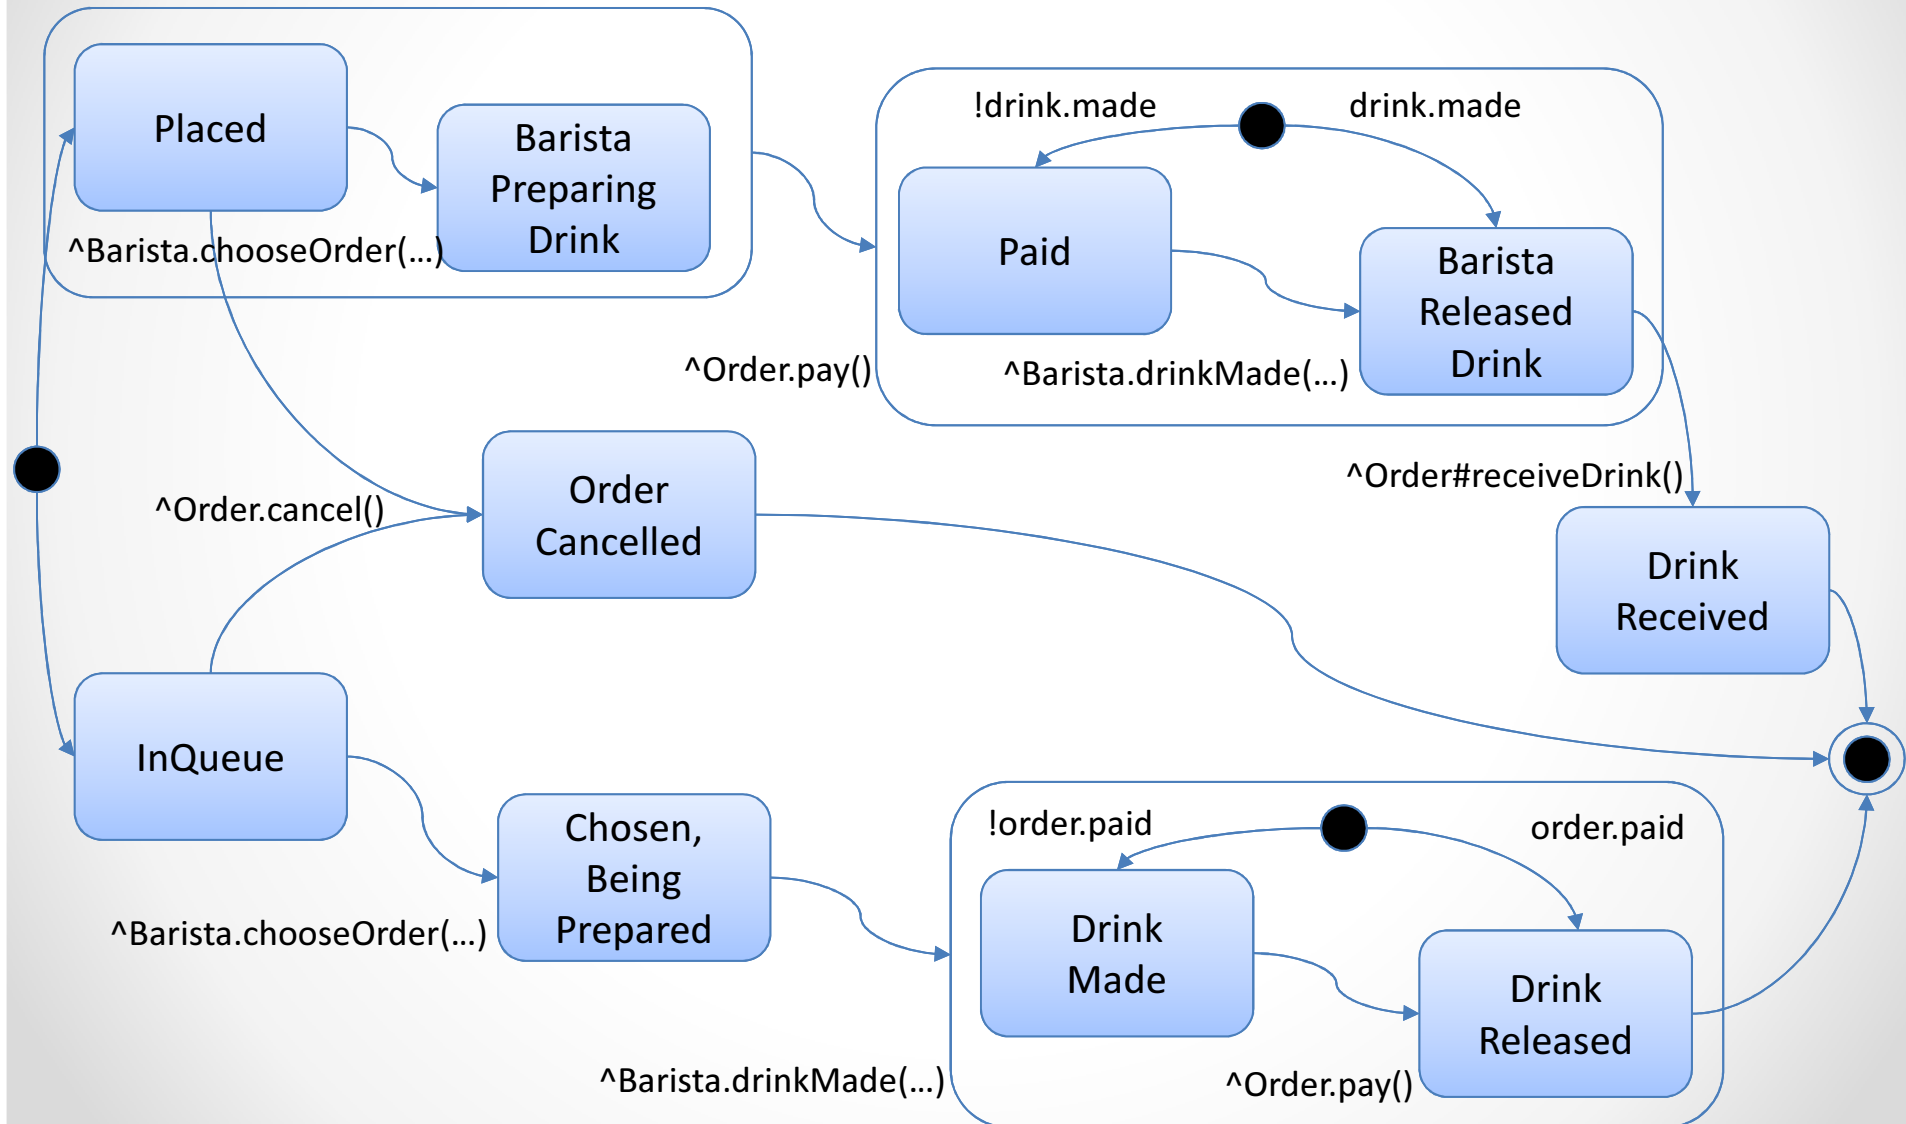 Placed
Barista
Preparing
Drink
^Barista.chooseOrder(...)
!drink.made
drink.made
Paid
Barista
Released
Drink
^Order.pay()
^Barista.drinkMade(...)
^Order#receiveDrink()
Order
Cancelled
^Order.cancel()
Drink
Received
InQueue
Chosen,
Being
Prepared
^Barista.chooseOrder(...)
!order.paid
order.paid
Drink
Made
Drink
Released
^Barista.drinkMade(...)
^Order.pay()